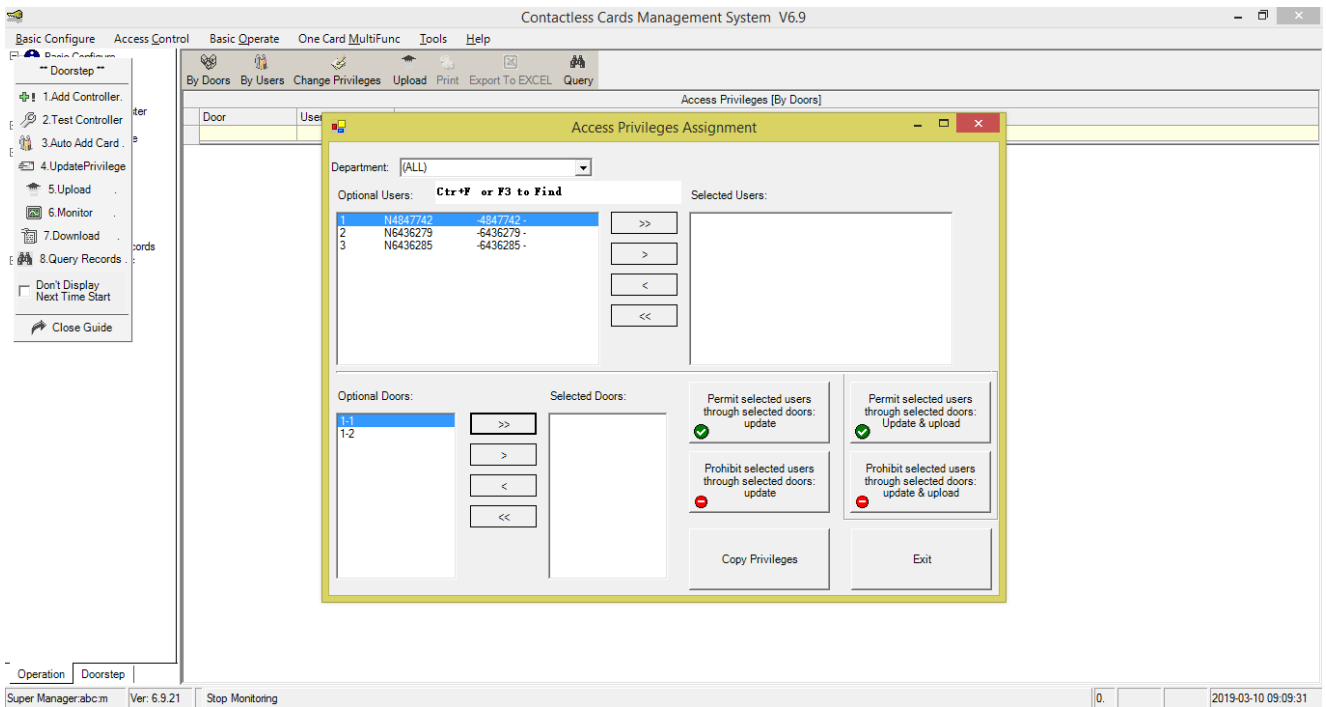 Contactless Cards Management System V6.9
Basic Configure Access Control Basic Operate One Card MultiFunc Tools Help
Basic Configure
By Doors By Users Change Privileges Upload Print Export To EXCEL Query
Access Privileges [By Doors]
Door User
-- Doorstep --
1.Add Controller.
2.Test Controller
3.Auto Add Card .
4.UpdatePrivilege
5.Upload .
6.Monitor .
7.Download .
8.Query Records .
Don't Display
Next Time Start
Close Guide
ter
e
cords
Access Privileges Assignment
Department: (ALL)
Optional Users: Ctr+F or F3 to Find Selected Users:
1 N4847742 -4847742 -
2 N6436279 -6436279 -
3 N6436285 -6436285 -
>>
>
<
<<
Optional Doors: Selected Doors:
1-1
1-2
>>
>
<
<<
Permit selected users
through selected doors:
update
Permit selected users
through selected doors:
Update & upload
Prohibit selected users
through selected doors:
update
Prohibit selected users
through selected doors:
update & upload
Copy Privileges Exit
Operation Doorstep
Super Manager:abc:m Ver: 6.9.21 Stop Monitoring 0. 2019-03-10 09:09:31